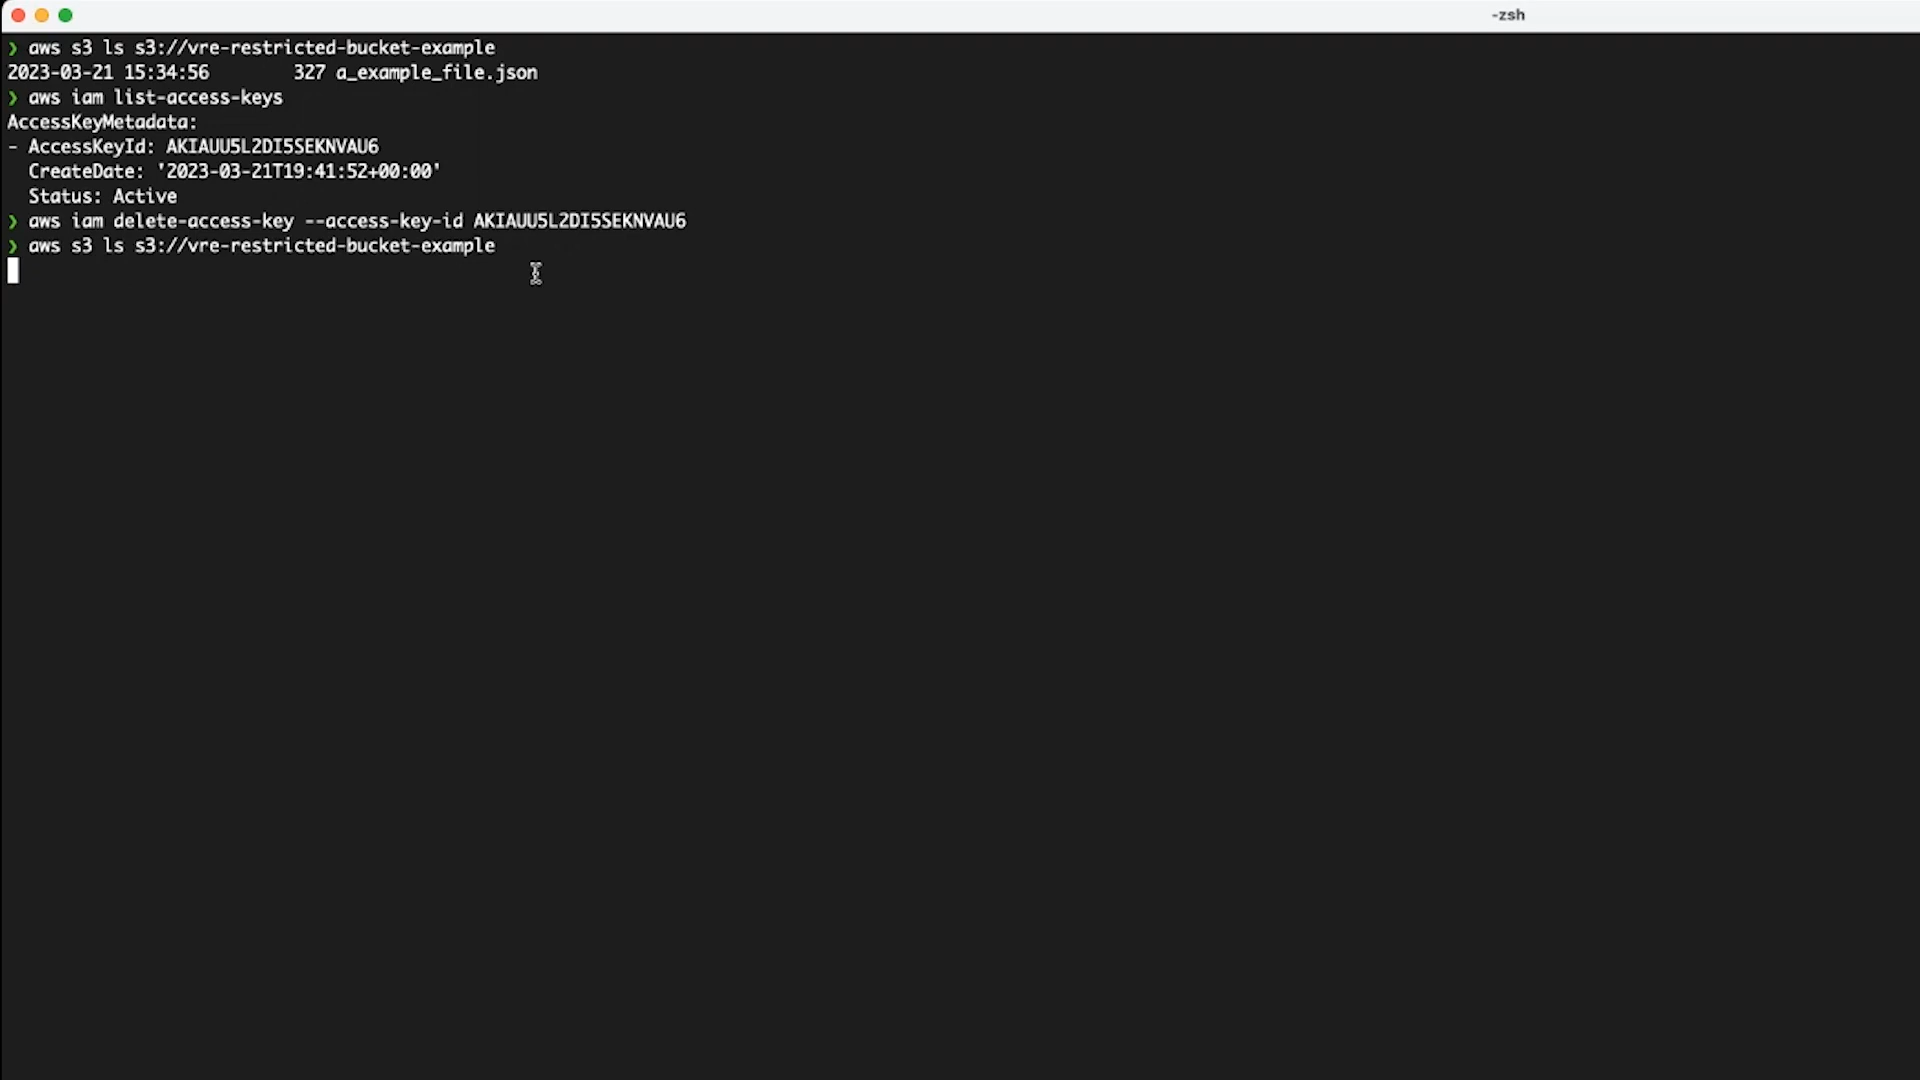 -zsh
❯ aws s3 ls s3://vre-restricted-bucket-example
2023-03-21 15:34:56        327 a_example_file.json
❯ aws iam list-access-keys
AccessKeyMetadata:
- AccessKeyId: AKIAUU5L2DI5SEKNVAU6
  CreateDate: '2023-03-21T19:41:52+00:00'
  Status: Active
❯ aws iam delete-access-key --access-key-id AKIAUU5L2DI5SEKNVAU6
❯ aws s3 ls s3://vre-restricted-bucket-example